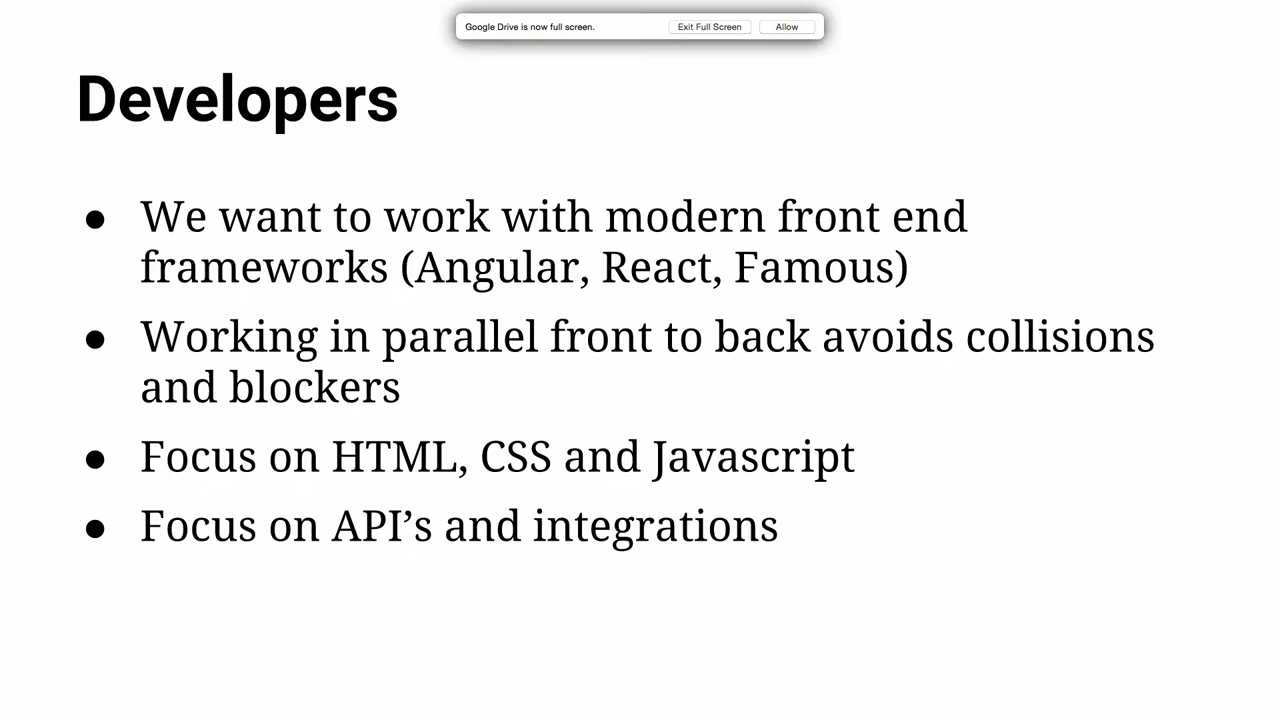 Google Drive is now full screen. Exit Full Screen Allow
Developers
● We want to work with modern front end
frameworks (Angular, React, Famous)
● Working in parallel front to back avoids collisions
and blockers
● Focus on HTML, CSS and Javascript
● Focus on API’s and integrations